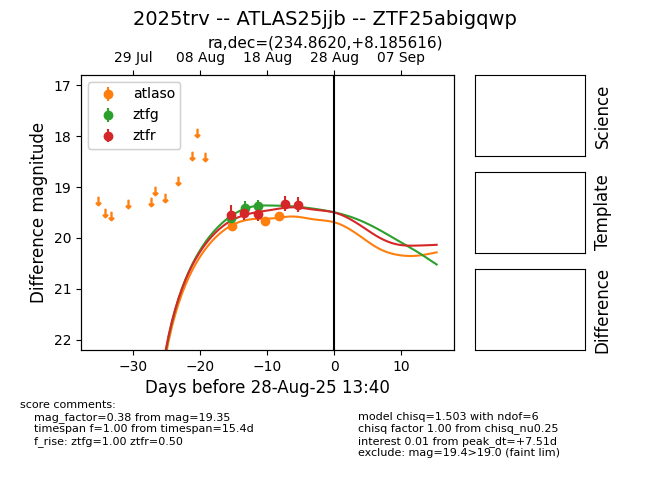 2025trv -- ATLAS25jjb -- ZTF25abigqwp
ra,dec=(234.8620,+8.185616)
29 Jul 08 Aug 18 Aug 28 Aug 07 Sep
atlaso
ztfg
ztfr
17
18
19
20
21
22
Difference magnitude
−30 −20 −10 0 10
Days before 28-Aug-25 13:40
Science
Template
Difference
score comments:
mag_factor=0.38 from mag=19.35
timespan f=1.00 from timespan=15.4d
f_rise: ztfg=1.00 ztfr=0.50
model chisq=1.503 with ndof=6
chisq factor 1.00 from chisq_nu0.25
interest 0.01 from peak_dt=+7.51d
exclude: mag=19.4>19.0 (faint lim)